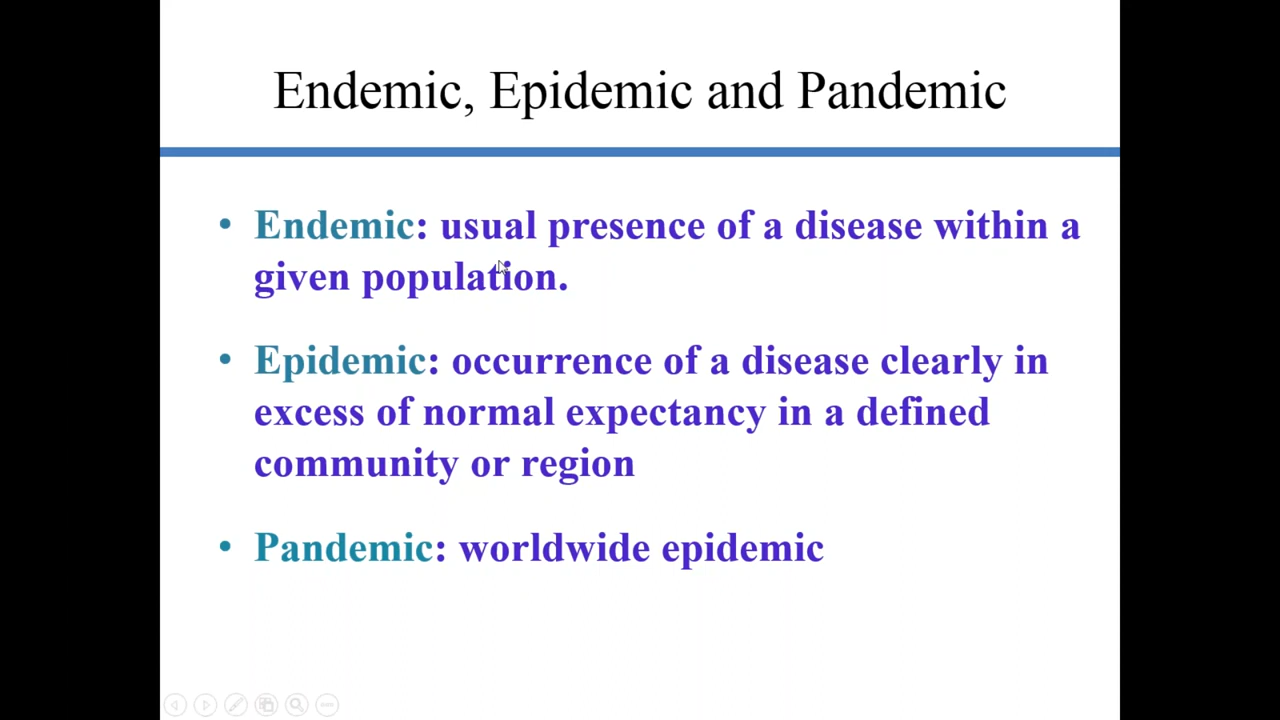 Endemic, Epidemic and Pandemic
• Endemic: usual presence of a disease within a
given population.
• Epidemic: occurrence of a disease clearly in
excess of normal expectancy in a defined
community or region
• Pandemic: worldwide epidemic